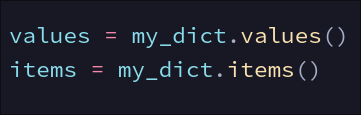 values = my_dict.values()
items = my_dict.items()